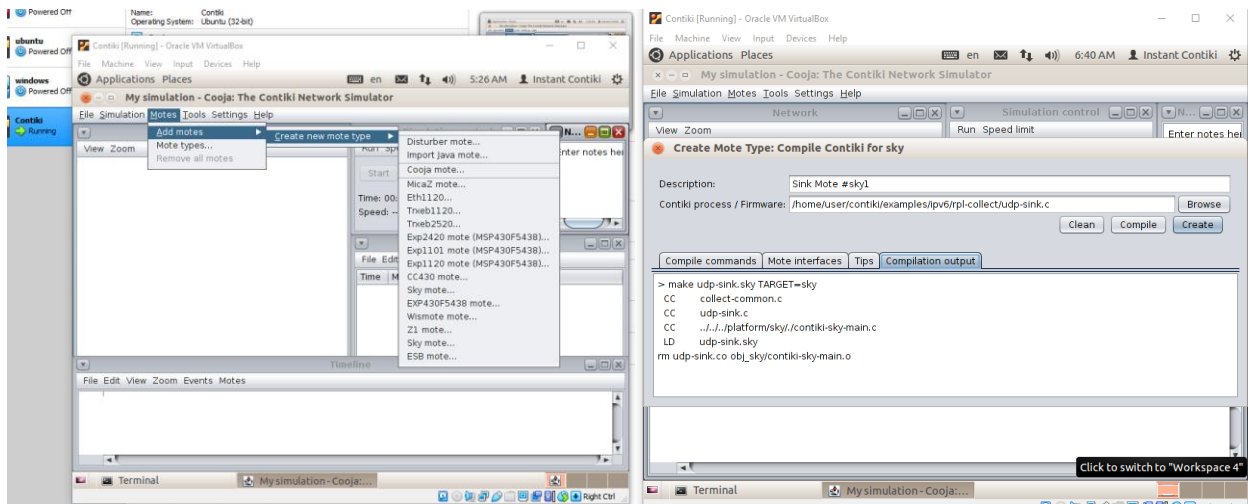 Powered Off
Name: Contiki
Operating System: Ubuntu (32-bit)
ubuntu
Powered Off
windows
Powered Off
Contiki
Running
Contiki [Running] - Oracle VM VirtualBox
File Machine View Input Devices Help
Applications Places en 5:26 AM Instant Contiki
My simulation - Cooja: The Contiki Network Simulator
File Simulation Motes Tools Settings Help
Add motes
Mote types...
Remove all motes
Create new mote type
Disturber mote...
Import Java mote...
Cooja mote...
MicaZ mote...
Eth1120...
Trxeb1120...
Trxeb2520...
Exp2420 mote (MSP430F5438)...
Exp1101 mote (MSP430F5438)...
Exp1120 mote (MSP430F5438)...
CC430 mote...
Sky mote...
EXP430F5438 mote...
Wismote mote...
Z1 mote...
Sky mote...
ESB mote...
View Zoom
Run Sp
N...
Enter notes her
Start
Time: 00:
Speed: --
File Edit
Time M
Timeline
File Edit View Zoom Events Motes
Terminal
My simulation - Cooja:...
Right Ctrl
Contiki [Running] - Oracle VM VirtualBox
File Machine View Input Devices Help
Applications Places en 6:40 AM Instant Contiki
My simulation - Cooja: The Contiki Network Simulator
File Simulation Motes Tools Settings Help
Network
Simulation control
N...
View Zoom
Run Speed limit
Enter notes her
Create Mote Type: Compile Contiki for sky
Description: Sink Mote #sky1
Contiki process / Firmware: /home/user/contiki/examples/ipv6/rpl-collect/udp-sink.c Browse
Clean Compile Create
Compile commands Mote interfaces Tips Compilation output
> make udp-sink.sky TARGET=sky
CC collect-common.c
CC udp-sink.c
CC ../../../platform/sky/./contiki-sky-main.c
LD udp-sink.sky
rm udp-sink.co obj_sky/contiki-sky-main.o
Click to switch to "Workspace 4"
Terminal
My simulation - Cooja:...